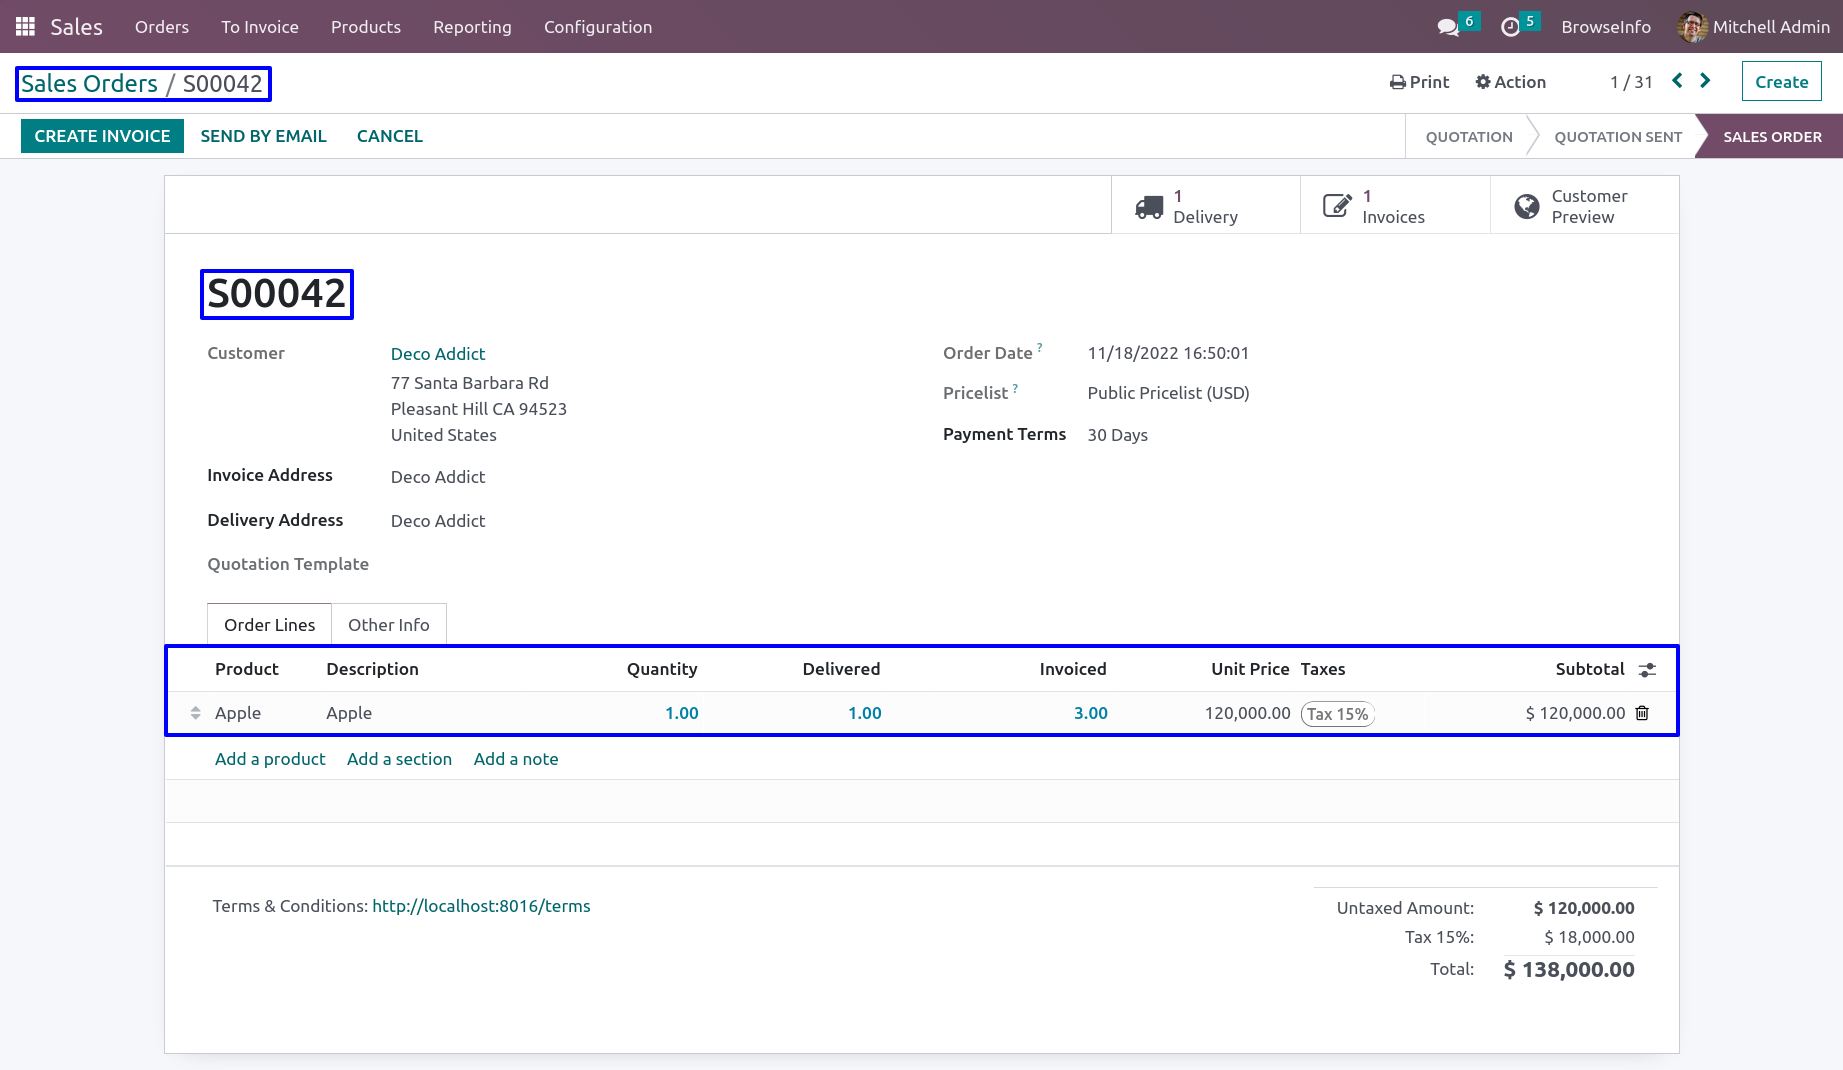 Sales Orders To Invoice Products Reporting Configuration 6 5 BrowseInfo Mitchell Admin
Sales Orders / S00042 Print Action 1 / 31 Create
CREATE INVOICE SEND BY EMAIL CANCEL QUOTATION QUOTATION SENT SALES ORDER
1 Delivery
1 Invoices
Customer Preview
S00042
Customer Deco Addict
77 Santa Barbara Rd
Pleasant Hill CA 94523
United States
Order Date ? 11/18/2022 16:50:01
Pricelist ? Public Pricelist (USD)
Payment Terms 30 Days
Invoice Address Deco Addict
Delivery Address Deco Addict
Quotation Template
Order Lines Other Info
Product Description Quantity Delivered Invoiced Unit Price Taxes Subtotal
Apple Apple 1.00 1.00 3.00 120,000.00 Tax 15% $ 120,000.00
Add a product Add a section Add a note
Terms & Conditions: http://localhost:8016/terms
Untaxed Amount: $ 120,000.00
Tax 15%: $ 18,000.00
Total: $ 138,000.00